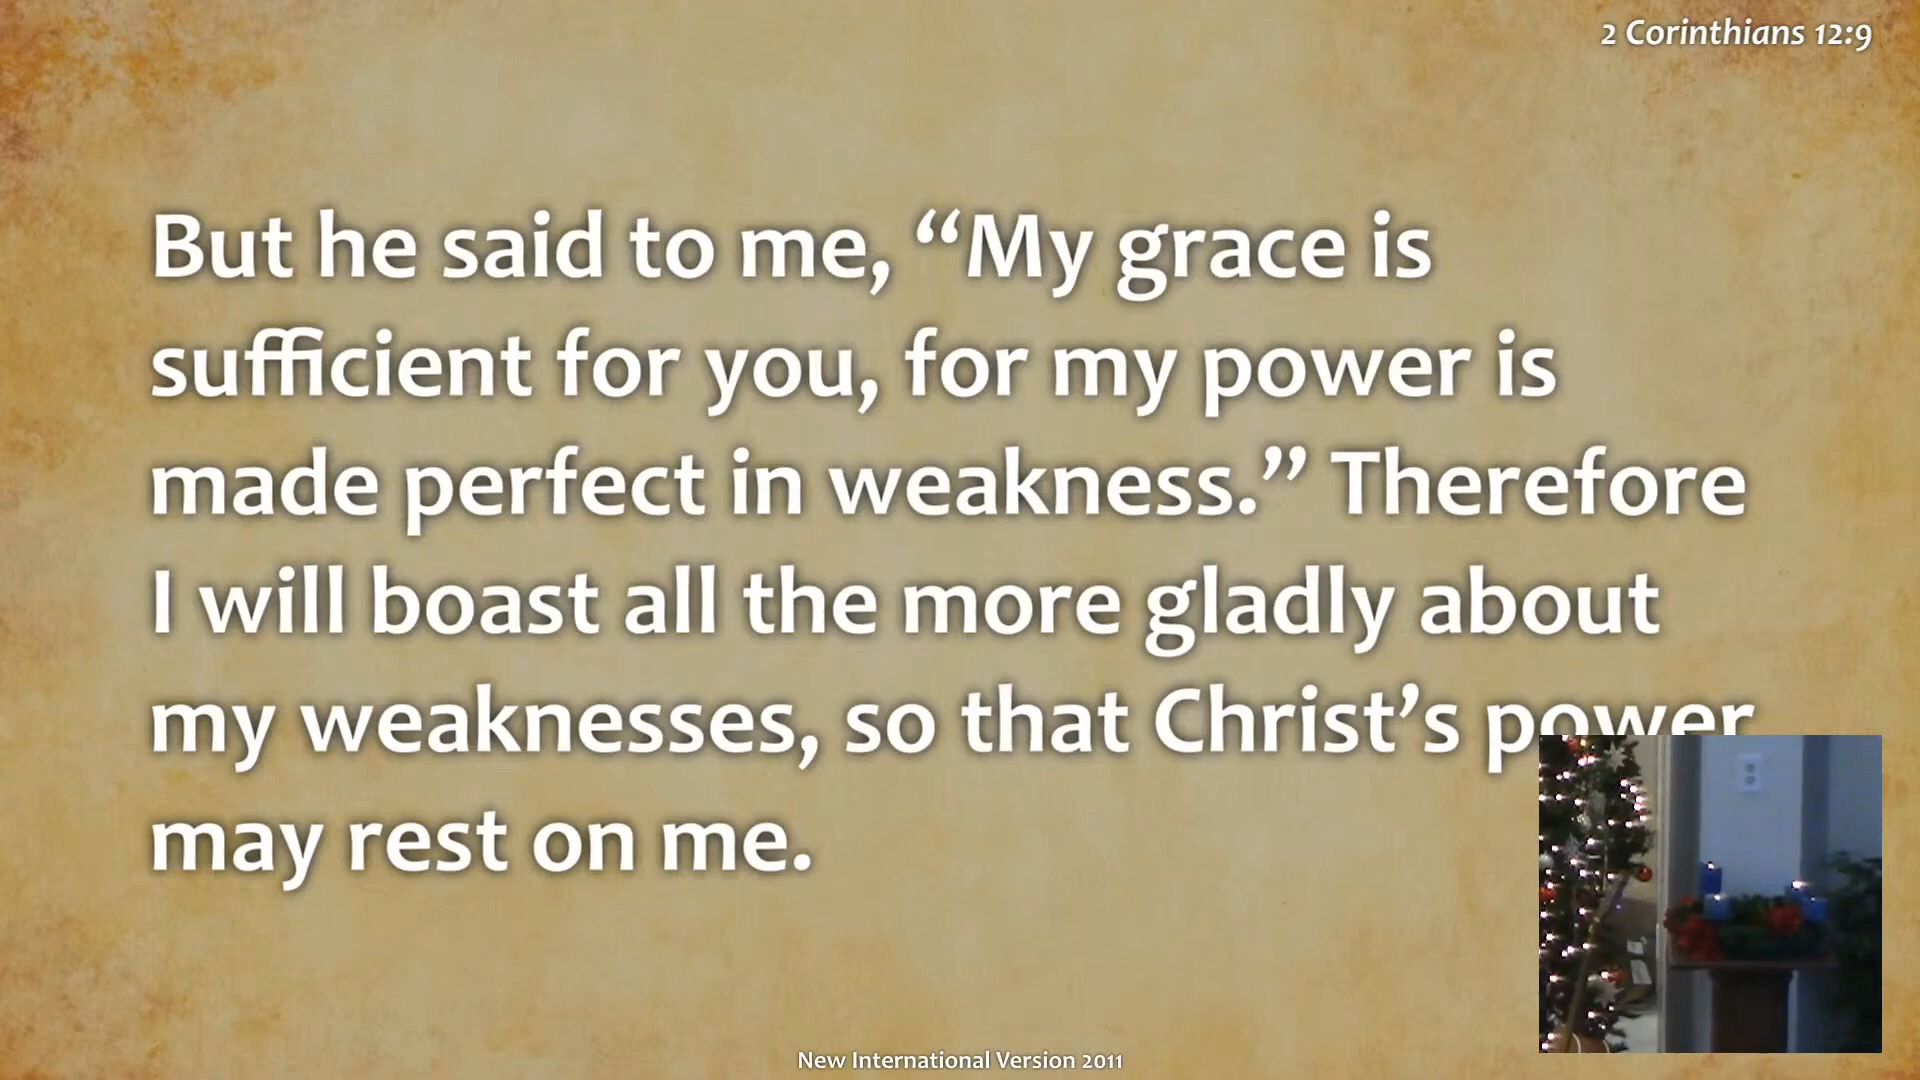 2 Corinthians 12:9
But he said to me, “My grace is
sufficient for you, for my power is
made perfect in weakness.” Therefore
I will boast all the more gladly about
my weaknesses, so that Christ’s power
may rest on me.
New International Version 2011